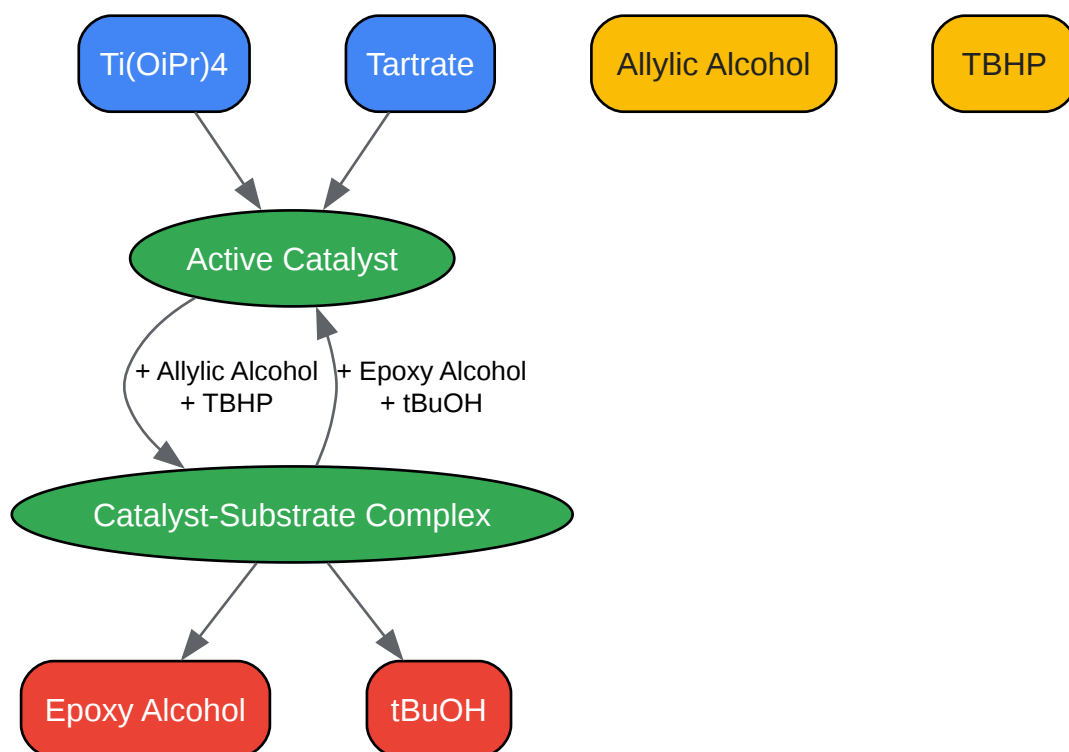 Ti(OiPr)4
Tartrate
Allylic Alcohol
TBHP
Active Catalyst
+ Allylic Alcohol
+ TBHP
+ Epoxy Alcohol
+ tBuOH
Catalyst-Substrate Complex
Epoxy Alcohol
tBuOH